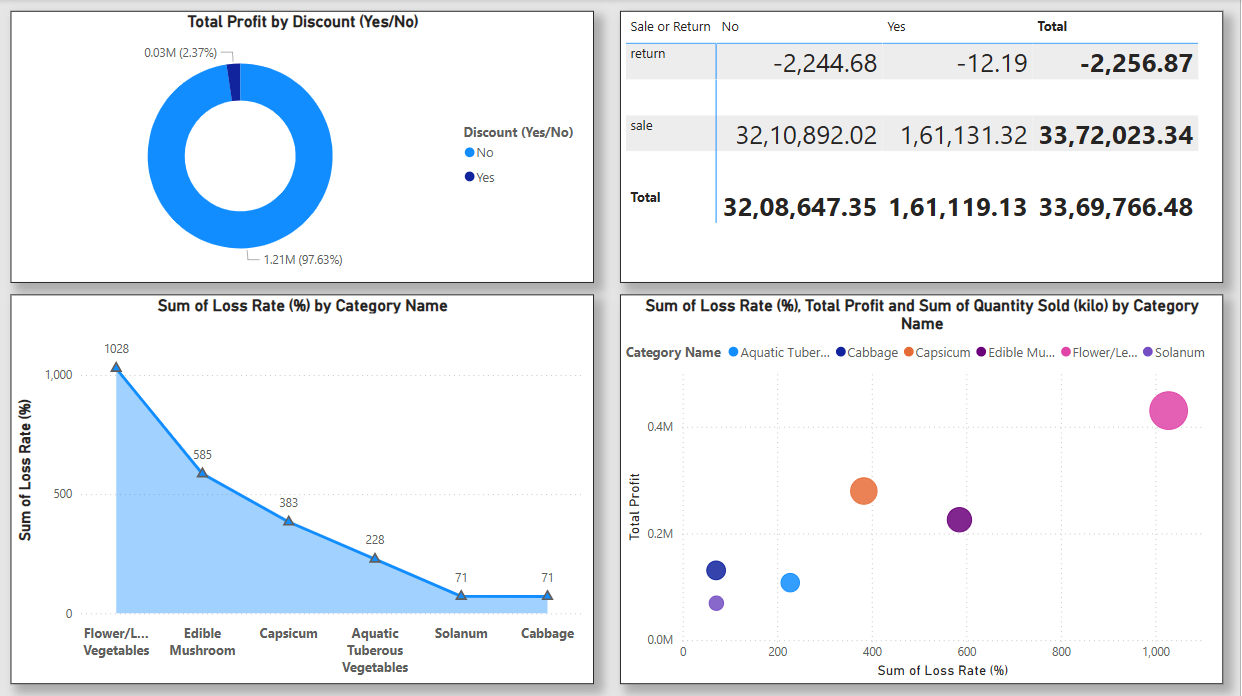 Total Profit by Discount (Yes/No)
0.03M (2.37%)
1.21M (97.63%)
Discount (Yes/No)
No
Yes
Sale or Return No Yes Total
return -2,244.68 -12.19 -2,256.87
sale 32,10,892.02 1,61,131.32 33,72,023.34
Total 32,08,647.35 1,61,119.13 33,69,766.48
Sum of Loss Rate (%) by Category Name
Sum of Loss Rate (%)
1,000
500
0
1028
585
383
228
71
71
Flower/L...
Vegetables
Edible
Mushroom
Capsicum
Aquatic
Tuberous
Vegetables
Solanum
Cabbage
Sum of Loss Rate (%), Total Profit and Sum of Quantity Sold (kilo) by Category
Name
Category Name Aquatic Tuber... Cabbage Capsicum Edible Mu... Flower/Le... Solanum
Total Profit
0.4M
0.2M
0.0M
0 200 400 600 800 1,000
Sum of Loss Rate (%)